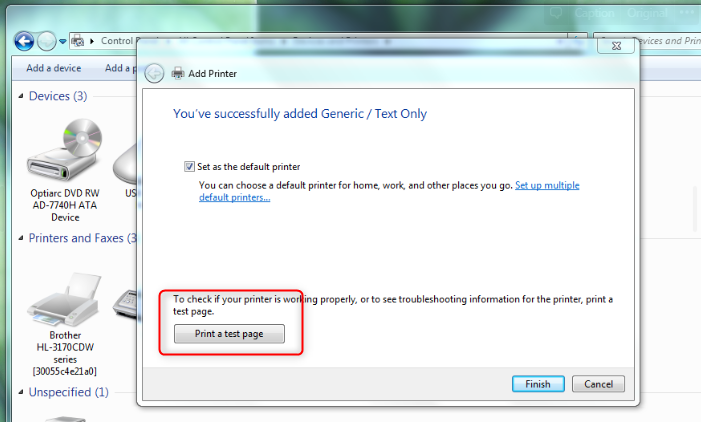 Caption - Original
Control
Devices and Prin
Add a device
Add a p
Add Printer
Devices (3)
You've successfully added Generic / Text Only
Set as the default printer
You can choose a default printer for home, work, and other places you go. Set up multiple
default printers...
Optiarc DVD RW
AD-7740H ATA
Device
US
Printers and Faxes (3
To check if your printer is working properly, or to see troubleshooting information for the printer, print a
test page.
Print a test page
Brother
HL-3170CDW
series
[30055c4e21a0]
Finish
Cancel
Unspecified (1)